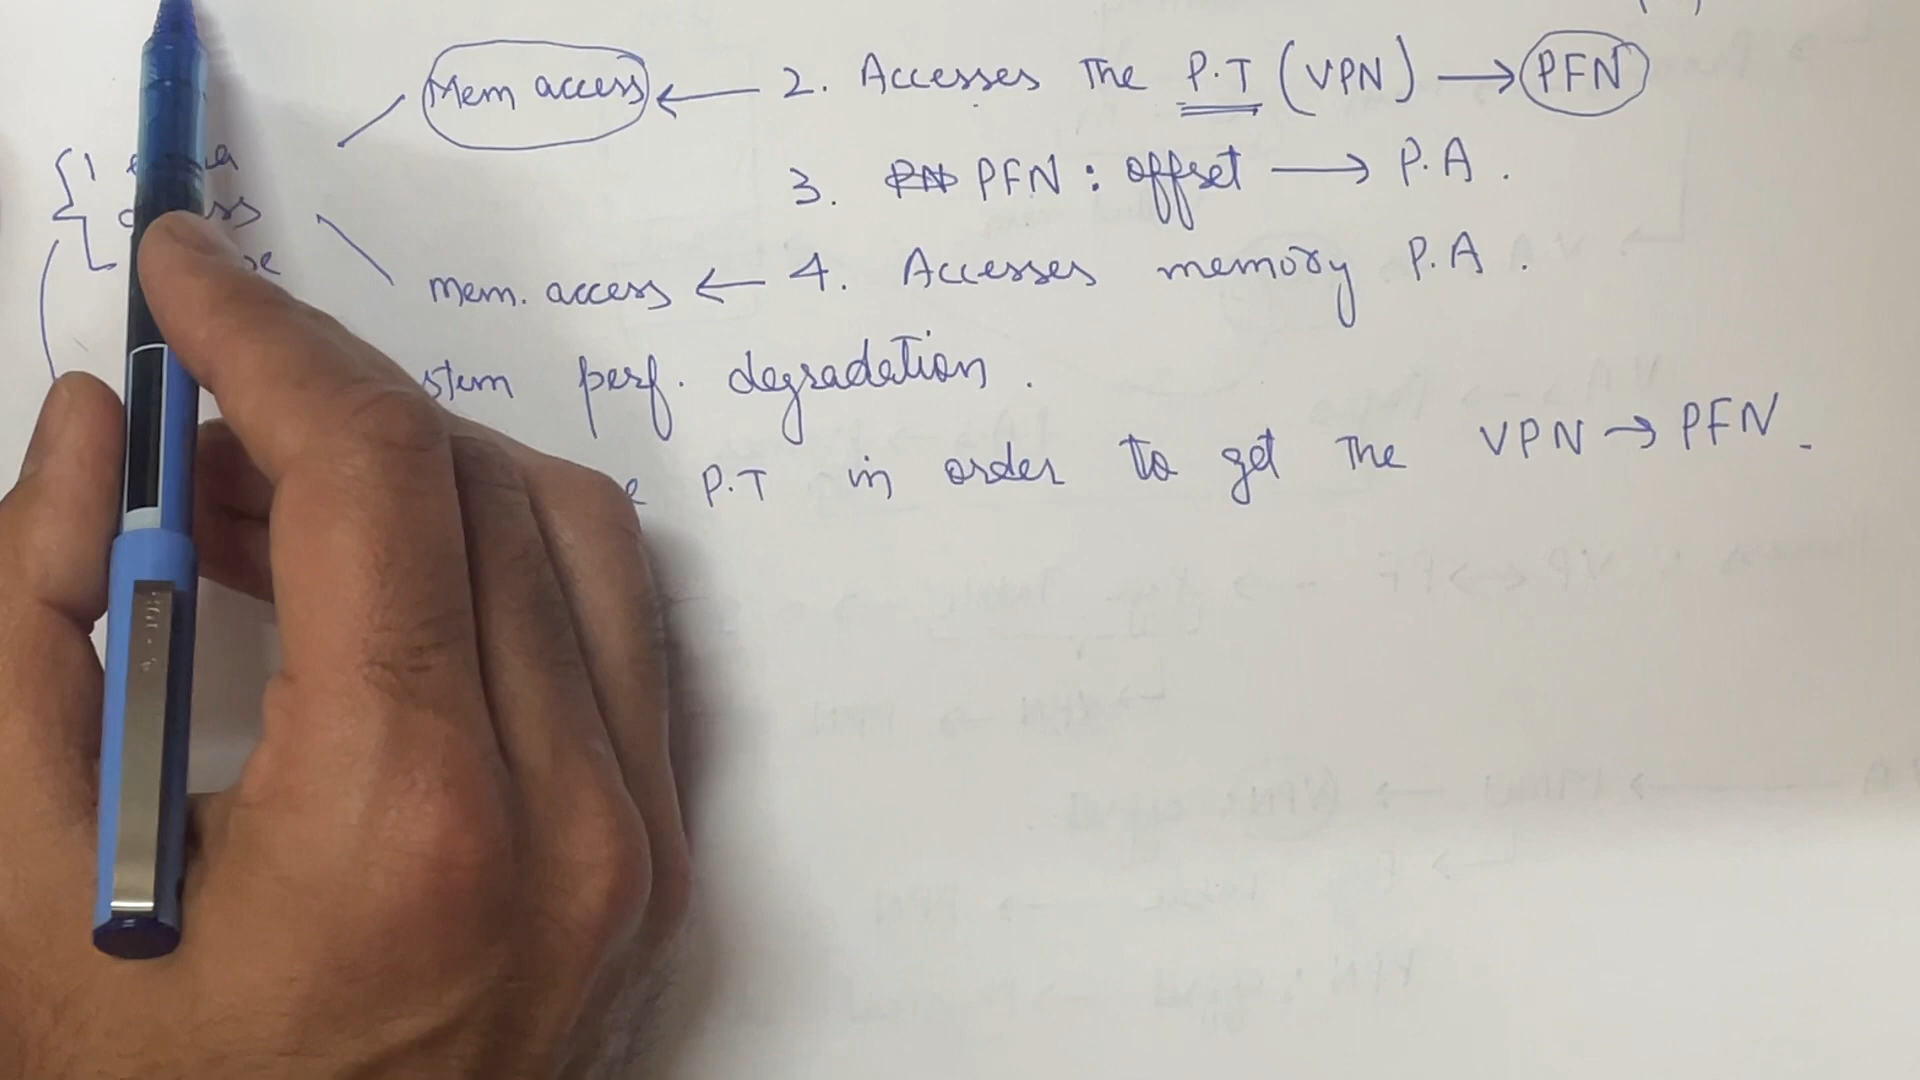 Mem access ← 2. Accesses The P.T (VPN) → PFN
3. PFN : offset → P.A.
mem. access ← 4. Accesses memory P.A.
stem perf. degradation.
P.T in order to get the VPN → PFN.